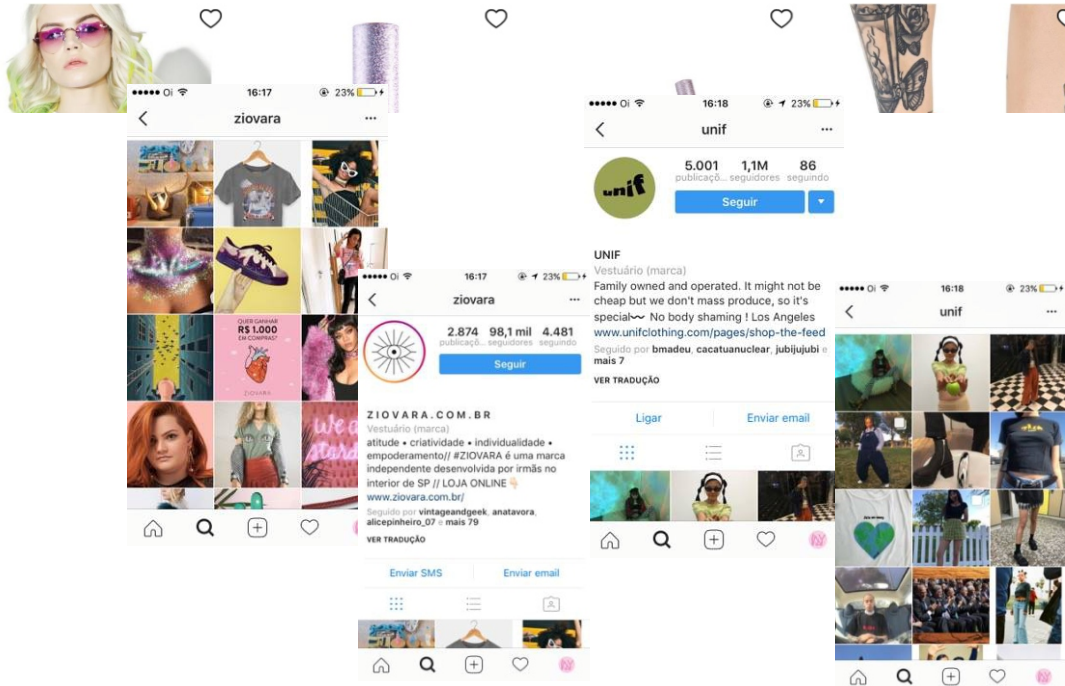 Oi 16:17 23%
ziovara
QUER GANHAR
R$ 1.000
EM COMPRAS?
ZIOVARA
Oi 16:17 23%
ziovara
2.874 98,1 mil 4.481
publicaçõ... seguidores seguindo
Seguir
ZIOVARA.COM.BR
Vestuário (marca)
atitude • criatividade • individualidade •
empoderamento// #ZIOVARA é uma marca
independente desenvolvida por irmãs no
interior de SP // LOJA ONLINE 👇🏻
www.ziovara.com.br/
Seguido por vintageandgeek, anatavora,
alicepinheiro_07 e mais 79
VER TRADUÇÃO
Enviar SMS Enviar email
Oi 16:18 23%
unif
unif
5.001 1,1M 86
publicaçõ... seguidores seguindo
Seguir
UNIF
Vestuário (marca)
Family owned and operated. It might not be
cheap but we don't mass produce, so it's
special〰 No body shaming ! Los Angeles
www.unifclothing.com/pages/shop-the-feed
Seguido por bmadeu, cacatuanuclear, jubijujubi e
mais 7
VER TRADUÇÃO
Ligar Enviar email
Oi 16:18 23%
unif